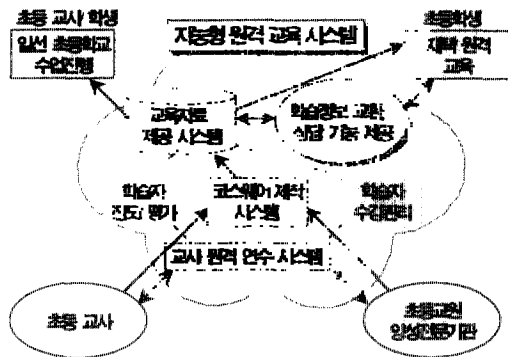 초등 교사 학생
일선 초등학교
수업진행
지능형 원격 교육 시스템
초등학생
재택 원격
교육
교육자료
제공 시스템
학습정보 교환,
상담 기능 제공
학습자
진도/평가
코스웨어 제작
시스템
학습자
수강관리
교사 원격 연수 시스템
초등 교사
초등교원
양성전문기관